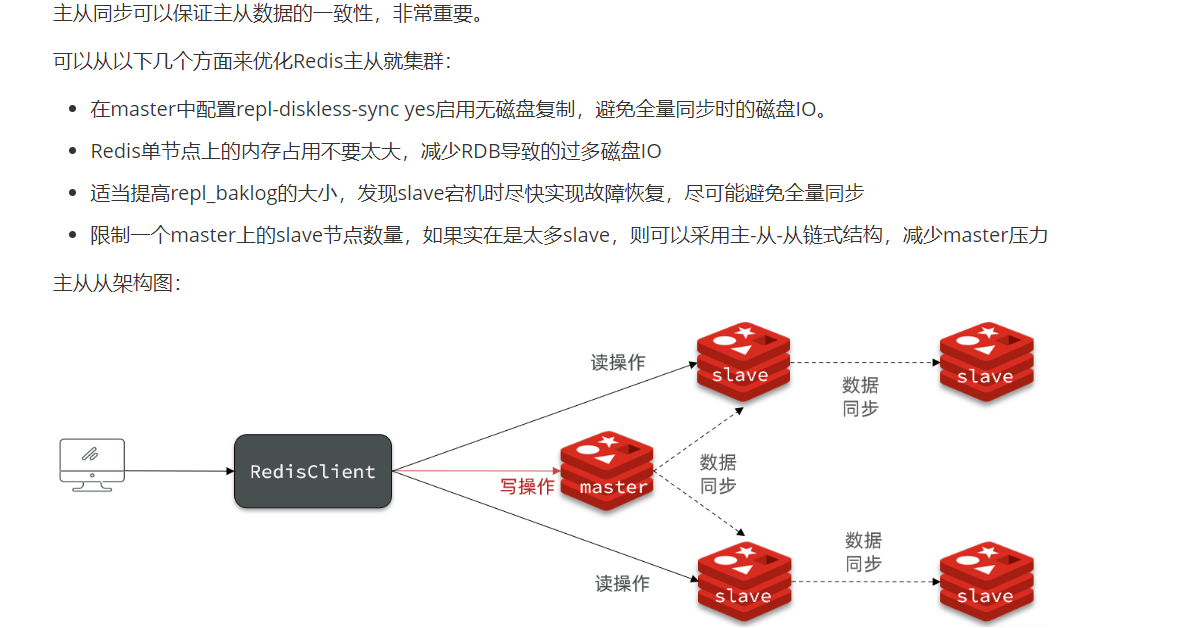 主从同步可以保证主从数据的一致性，非常重要。
可以从以下几个方面来优化Redis主从就集群：
在master中配置repl-diskless-sync yes启用无磁盘复制，避免全量同步时的磁盘IO。
Redis单节点上的内存占用不要太大，减少RDB导致的过多磁盘IO
适当提高repl_baklog的大小，发现slave宕机时尽快实现故障恢复，尽可能避免全量同步
限制一个master上的slave节点数量，如果实在是太多slave，则可以采用主-从-从链式结构，减少master压力
主从从架构图：
读操作
slave
数据
同步
slave
RedisClient
写操作
master
数据
同步
读操作
slave
数据
同步
slave